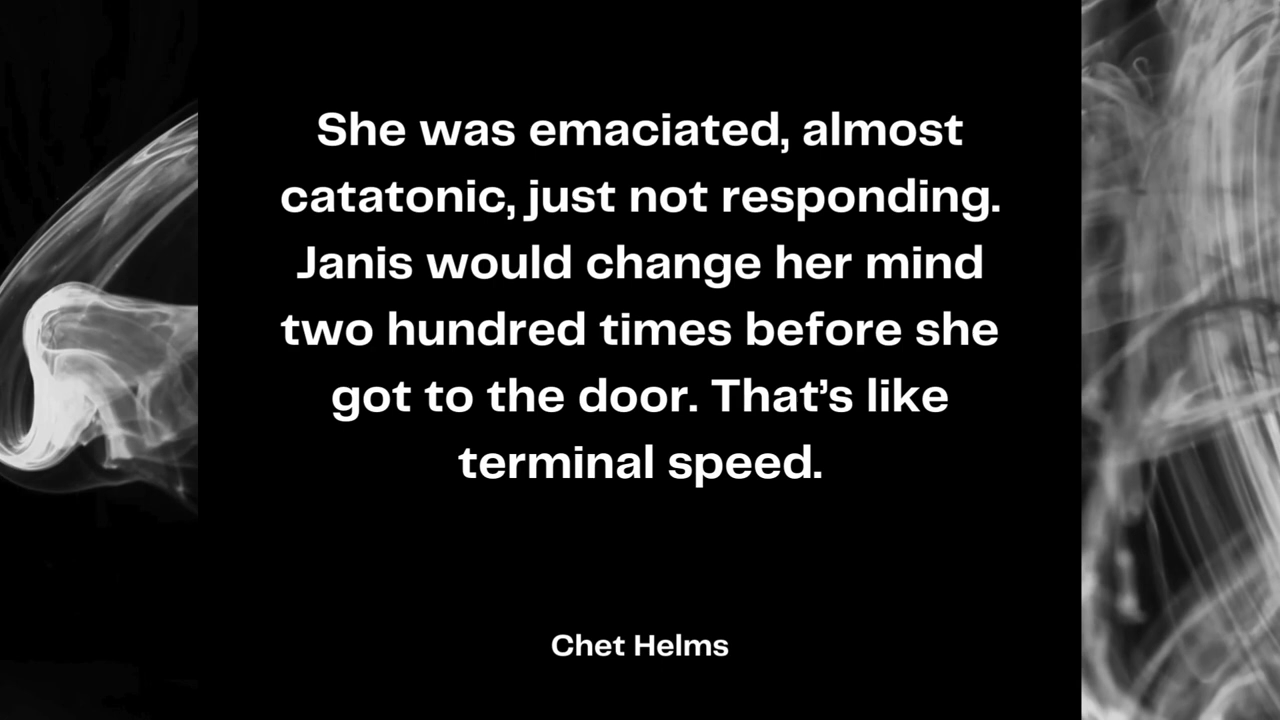 She was emaciated, almost
catatonic, just not responding.
Janis would change her mind
two hundred times before she
got to the door. That’s like
terminal speed.
Chet Helms